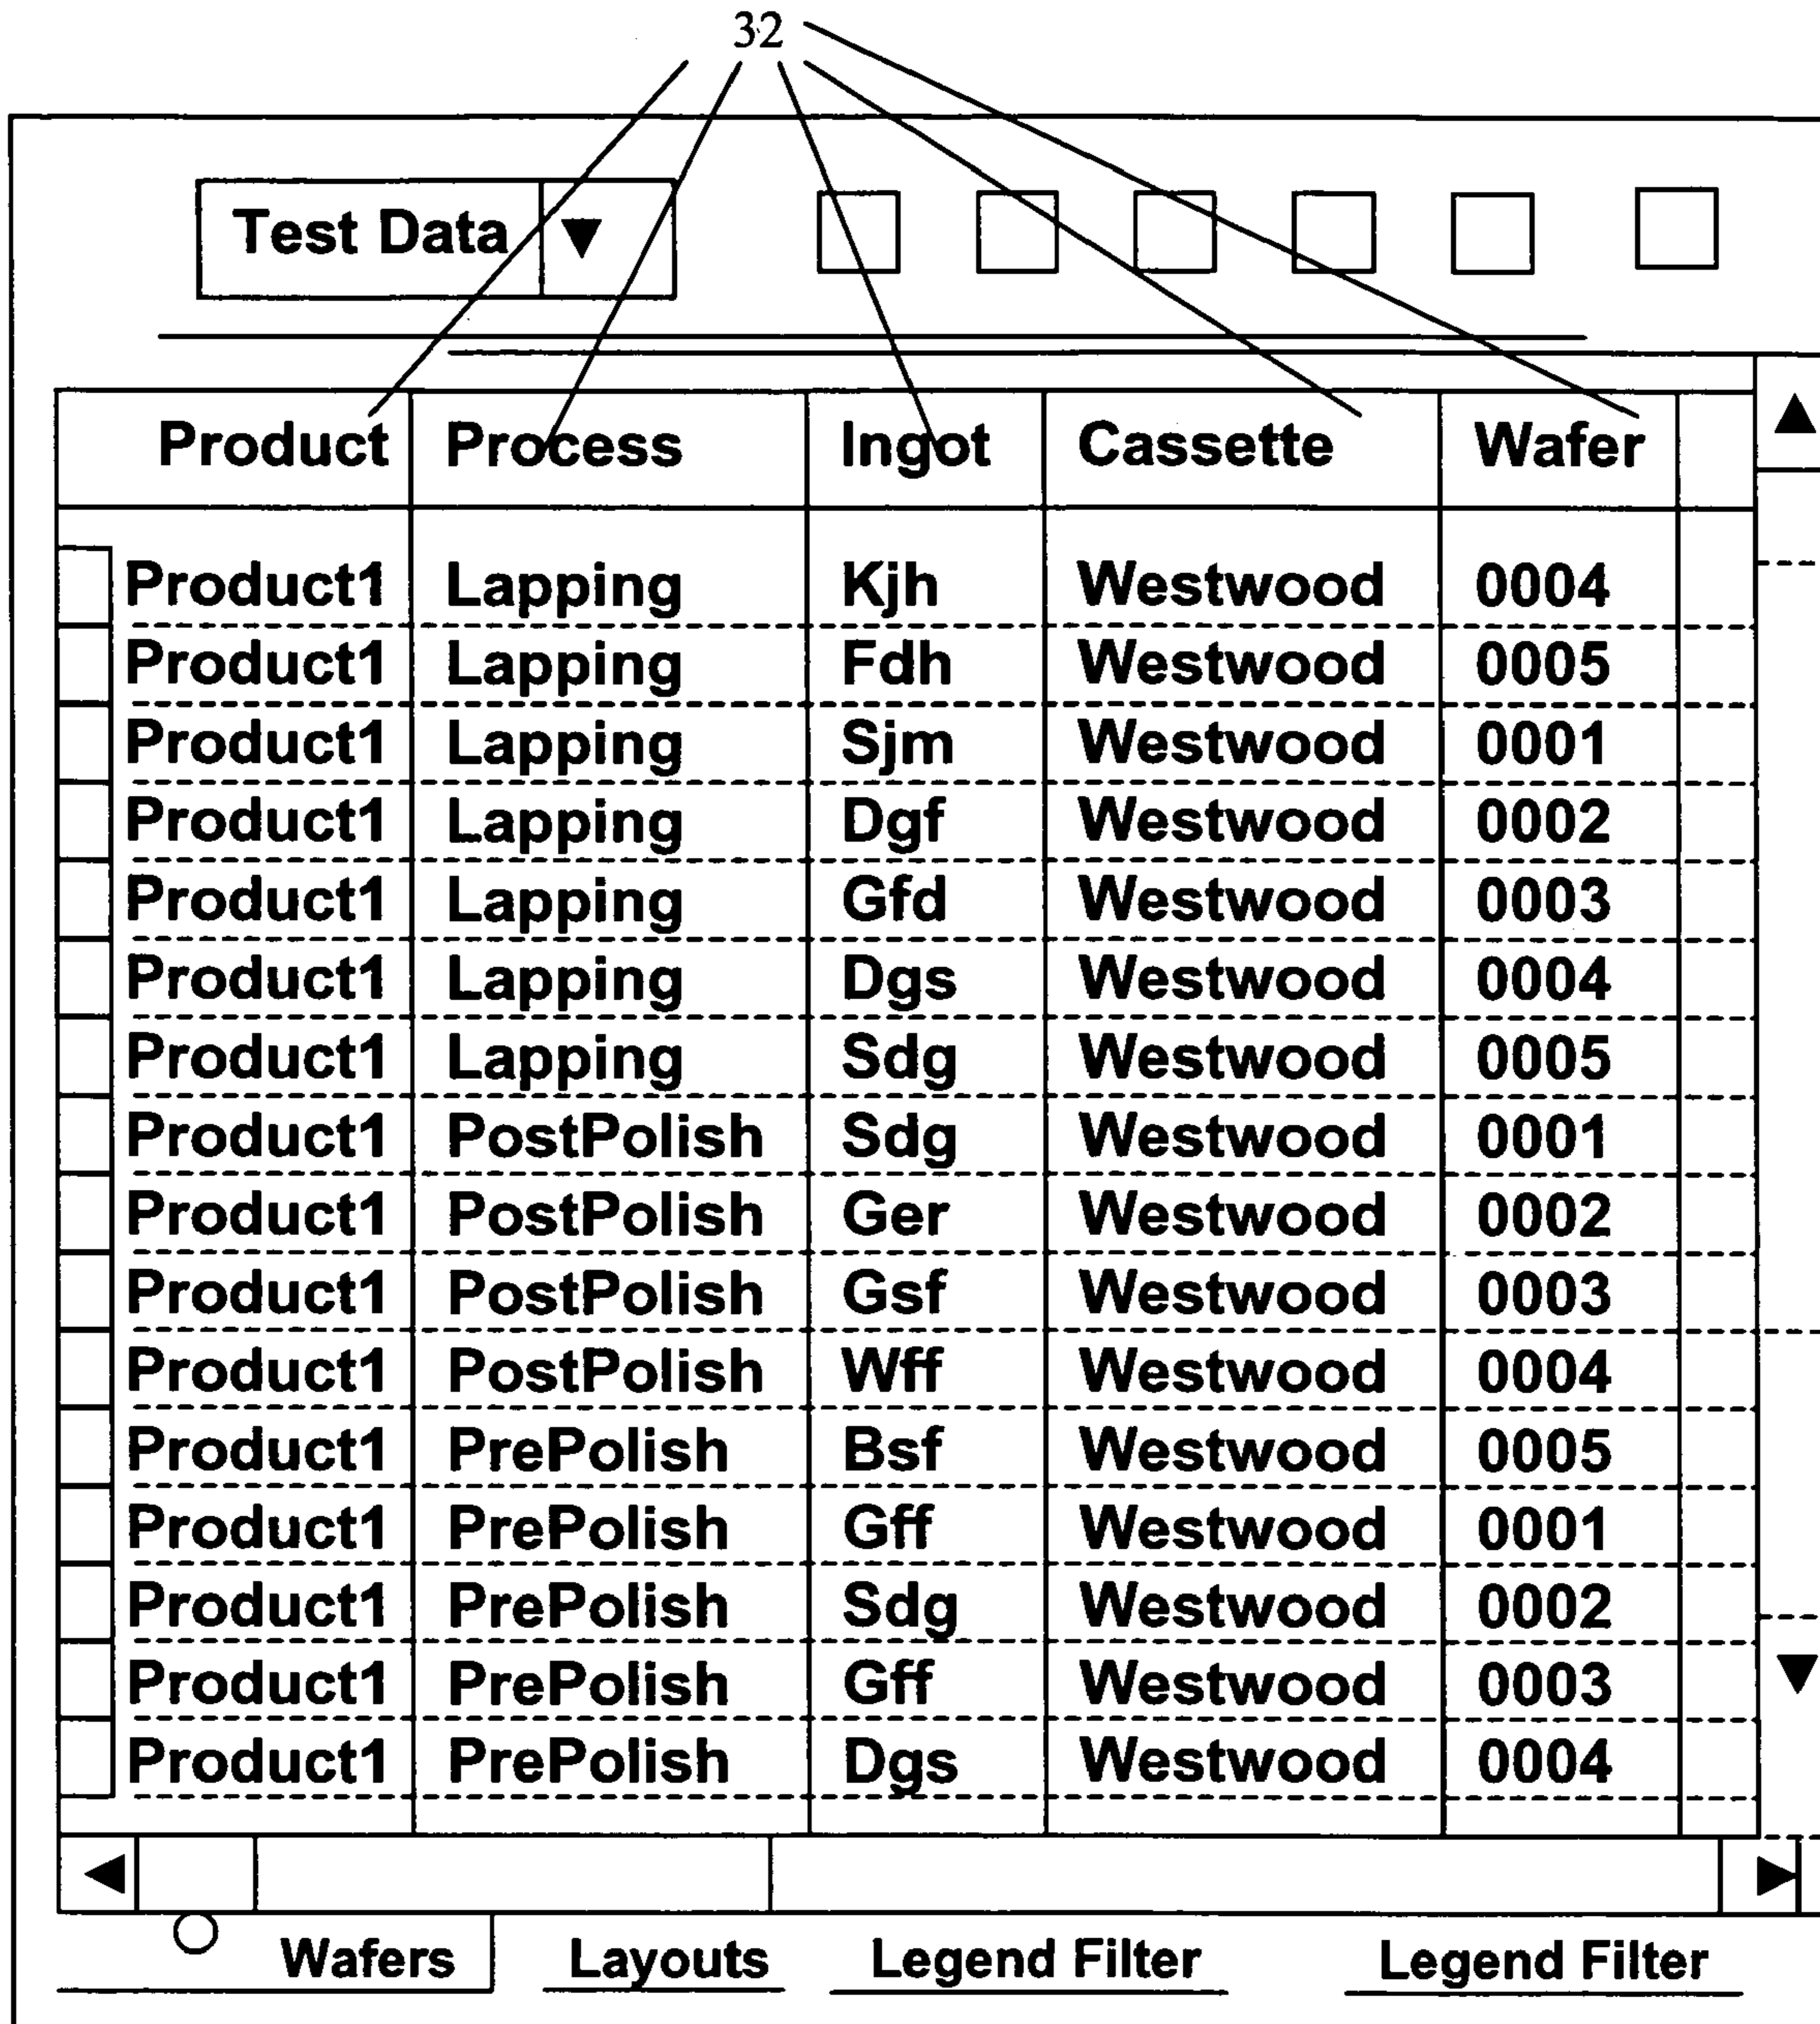 32
Test Data
Product Process Ingot Cassette Wafer
Product1 Lapping Kjh Westwood 0004
Product1 Lapping Fdh Westwood 0005
Product1 Lapping Sjm Westwood 0001
Product1 Lapping Dgf Westwood 0002
Product1 Lapping Gfd Westwood 0003
Product1 Lapping Dgs Westwood 0004
Product1 Lapping Sdg Westwood 0005
Product1 PostPolish Sdg Westwood 0001
Product1 PostPolish Ger Westwood 0002
Product1 PostPolish Gsf Westwood 0003
Product1 PostPolish Wff Westwood 0004
Product1 PrePolish Bsf Westwood 0005
Product1 PrePolish Gff Westwood 0001
Product1 PrePolish Sdg Westwood 0002
Product1 PrePolish Gff Westwood 0003
Product1 PrePolish Dgs Westwood 0004
Wafers Layouts Legend Filter Legend Filter